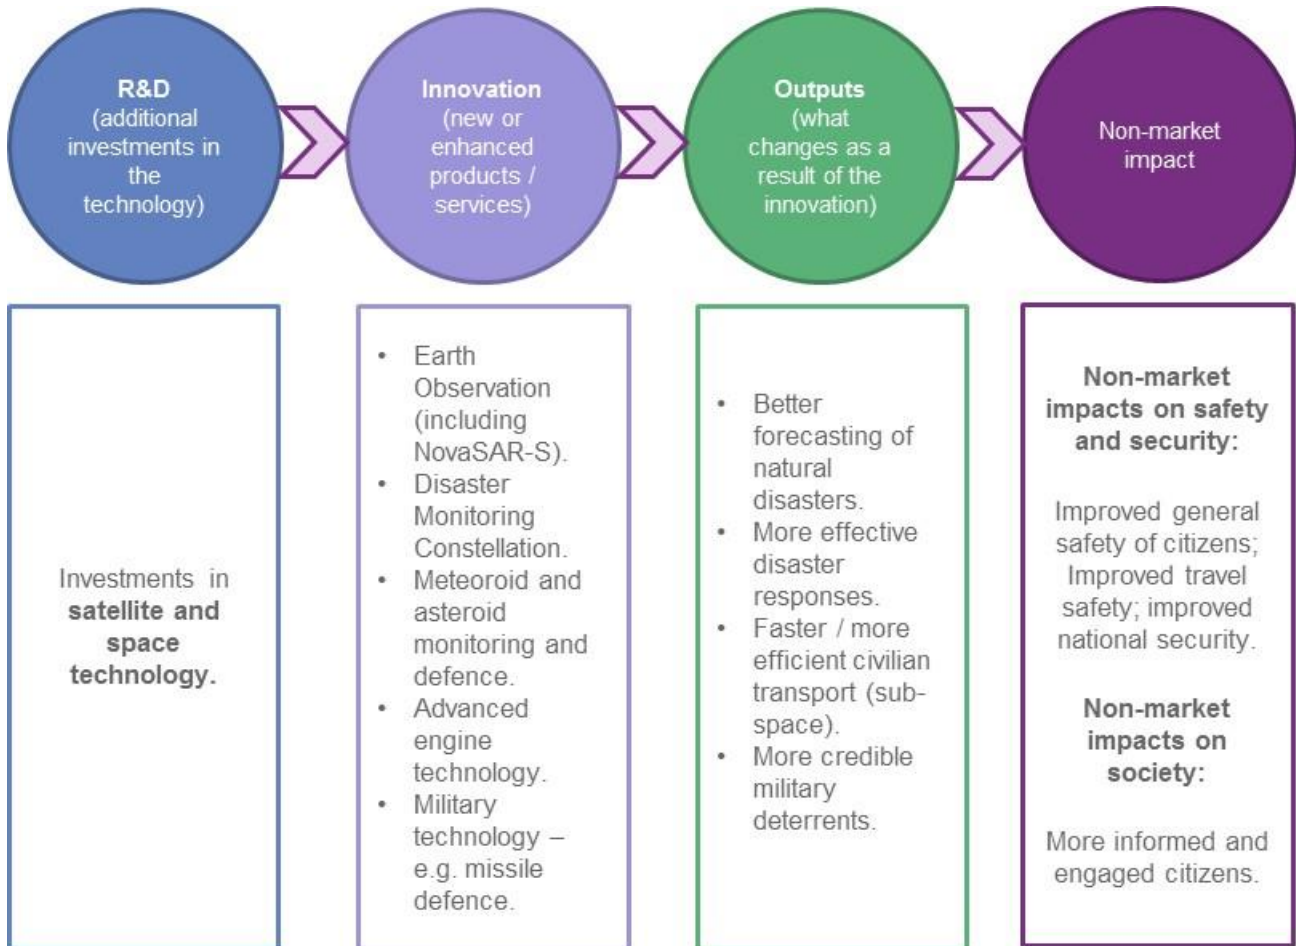 R&D
(additional
investments in
the
technology)
Innovation
(new or
enhanced
products /
services)
Outputs
(what
changes as a
result of the
innovation)
Non-market
impact
Investments in
satellite and
space
technology.
• Earth
Observation
(including
NovaSAR-S).
• Disaster
Monitoring
Constellation.
• Meteoroid and
asteroid
monitoring and
defence.
• Advanced
engine
technology.
• Military
technology –
e.g. missile
defence.
• Better
forecasting of
natural
disasters.
• More effective
disaster
responses.
• Faster / more
efficient civilian
transport (sub-
space).
• More credible
military
deterrents.
Non-market
impacts on safety
and security:
Improved general
safety of citizens;
Improved travel
safety; improved
national security.
Non-market
impacts on
society:
More informed and
engaged citizens.